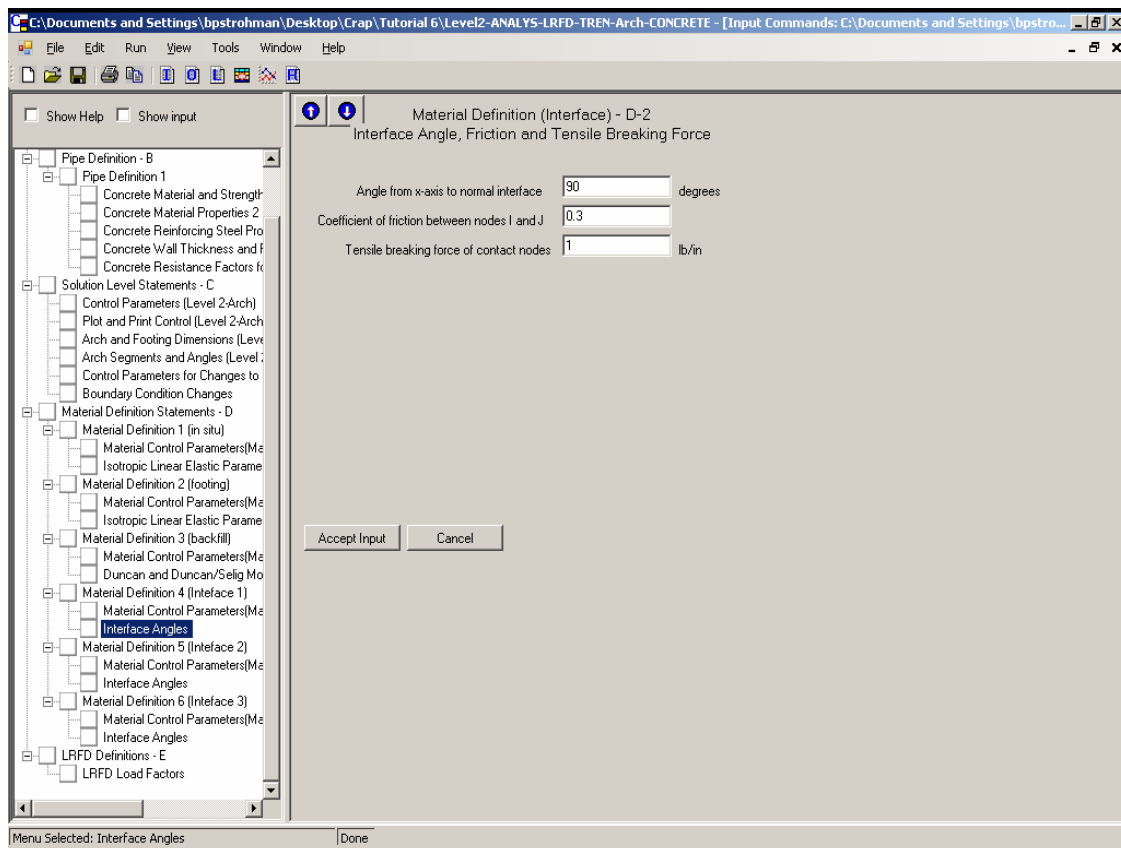 C:\Documents and Settings\bpstrohman\Desktop\Crap\Tutorial 6\Level2-ANALYS-LRFD-TREN-Arch-CONCRETE - [Input Commands: C:\Documents and Settings\bpstro...
File Edit Run View Tools Window Help
Show Help Show input
Pipe Definition - B
Pipe Definition 1
Concrete Material and Strength
Concrete Material Properties 2
Concrete Reinforcing Steel Pro
Concrete Wall Thickness and F
Concrete Resistance Factors fo
Solution Level Statements - C
Control Parameters (Level 2-Arch)
Plot and Print Control (Level 2-Arch
Arch and Footing Dimensions (Leve
Arch Segments and Angles (Level 2
Control Parameters for Changes to
Boundary Condition Changes
Material Definition Statements - D
Material Definition 1 (in situ)
Material Control Parameters(Ma
Isotropic Linear Elastic Parame
Material Definition 2 (footing)
Material Control Parameters(Ma
Isotropic Linear Elastic Parame
Material Definition 3 (backfill)
Material Control Parameters(Ma
Duncan and Duncan/Selig Mo
Material Definition 4 (Inteface 1)
Material Control Parameters(Ma
Interface Angles
Material Definition 5 (Inteface 2)
Material Control Parameters(Ma
Interface Angles
Material Definition 6 (Inteface 3)
Material Control Parameters(Ma
Interface Angles
LRFD Definitions - E
LRFD Load Factors
Material Definition (Interface) - D-2
Interface Angle, Friction and Tensile Breaking Force
Angle from x-axis to normal interface 90 degrees
Coefficient of friction between nodes I and J 0.3
Tensile breaking force of contact nodes 1 lb/in
Accept Input Cancel
Menu Selected: Interface Angles Done